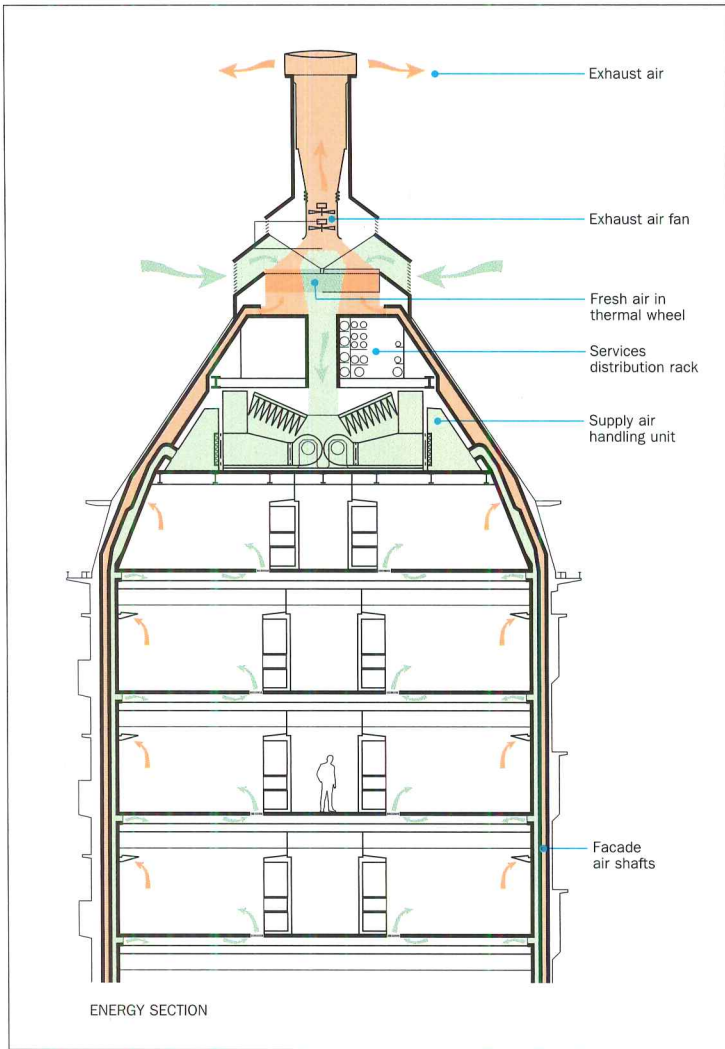 Exhaust air
Exhaust air fan
Fresh air in
thermal wheel
Services
distribution rack
Supply air
handling unit
Facade
air shafts
ENERGY SECTION